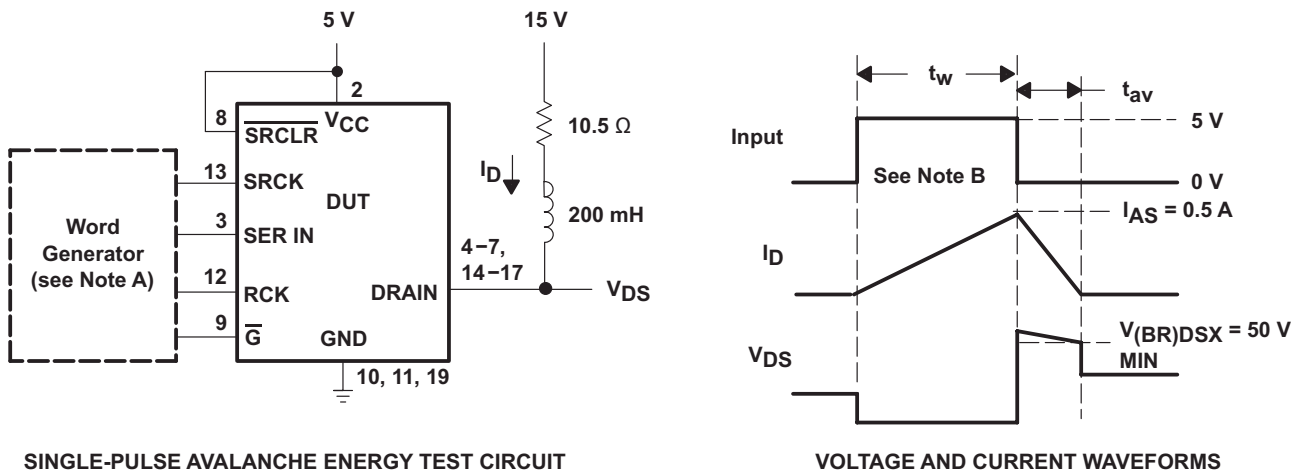 5 V
15 V
2
8
SRCLR
VCC
10.5 Ω
ID
200 mH
Word
Generator
(see Note A)
13
SRCK
DUT
3
SER IN
4−7,
14−17
12
RCK
DRAIN
VDS
9
G
GND
10, 11, 19
SINGLE-PULSE AVALANCHE ENERGY TEST CIRCUIT
tw
tav
Input
5 V
See Note B
0 V
IAS = 0.5 A
ID
V(BR)DSX = 50 V
MIN
VDS
VOLTAGE AND CURRENT WAVEFORMS